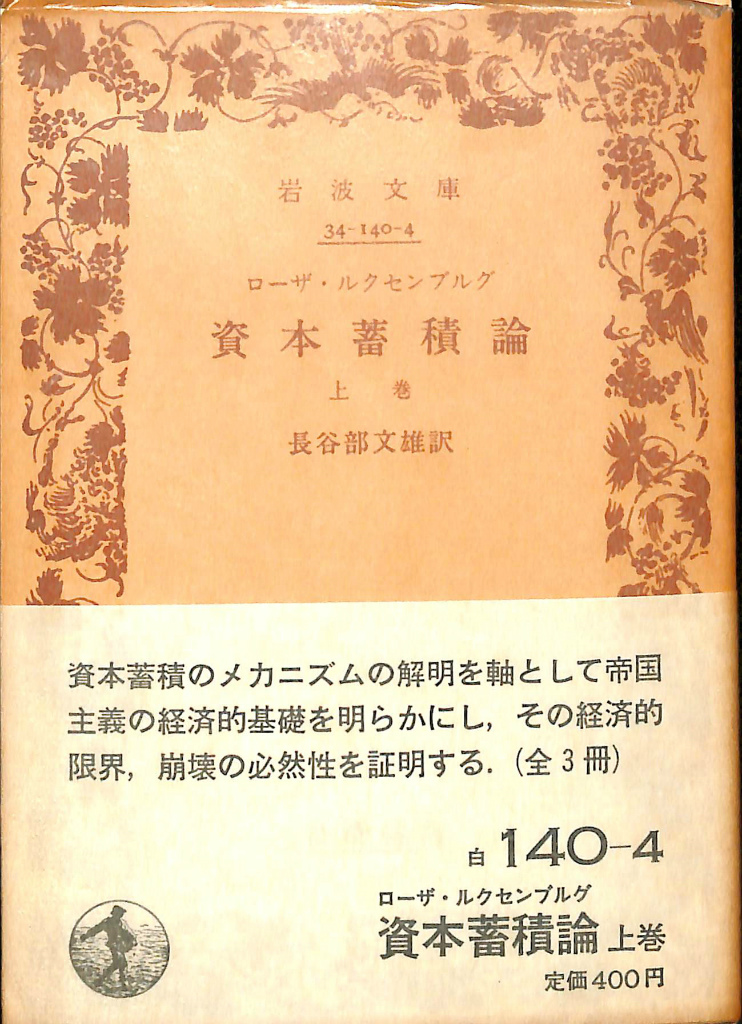 岩波文庫
34-140-4
ローザ・ルクセンブルグ
資本蓄積論
上巻
長谷部文雄訳
資本蓄積のメカニズムの解明を軸として帝国
主義の経済的基礎を明らかにし，その経済的
限界，崩壊の必然性を証明する．(全3冊)
白 140-4
ローザ・ルクセンブルグ
資本蓄積論 上巻
定価400円